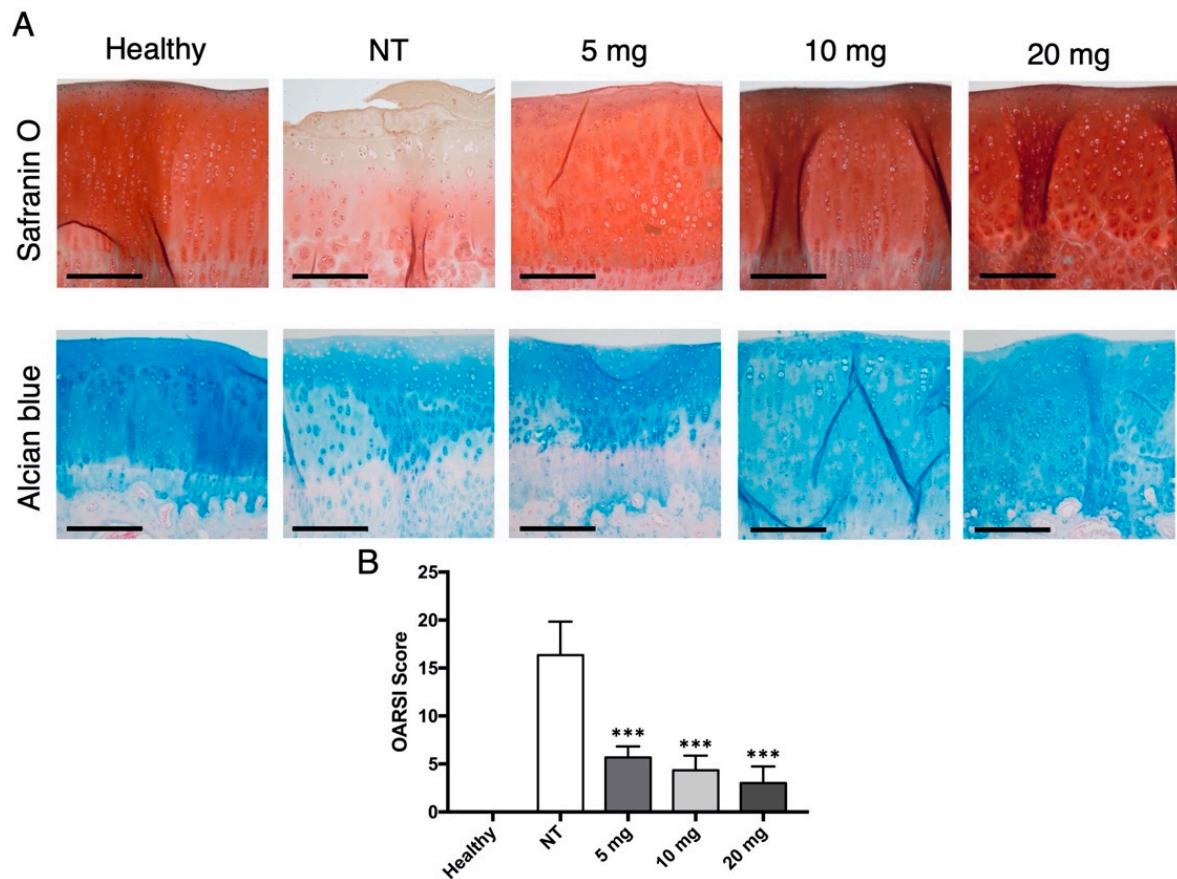 A
Healthy NT 5 mg 10 mg 20 mg
Safranin O
Alcian blue
B
OARSI Score
25
20
15
10
5
0
***
***
***
Healthy
NT
5 mg
10 mg
20 mg